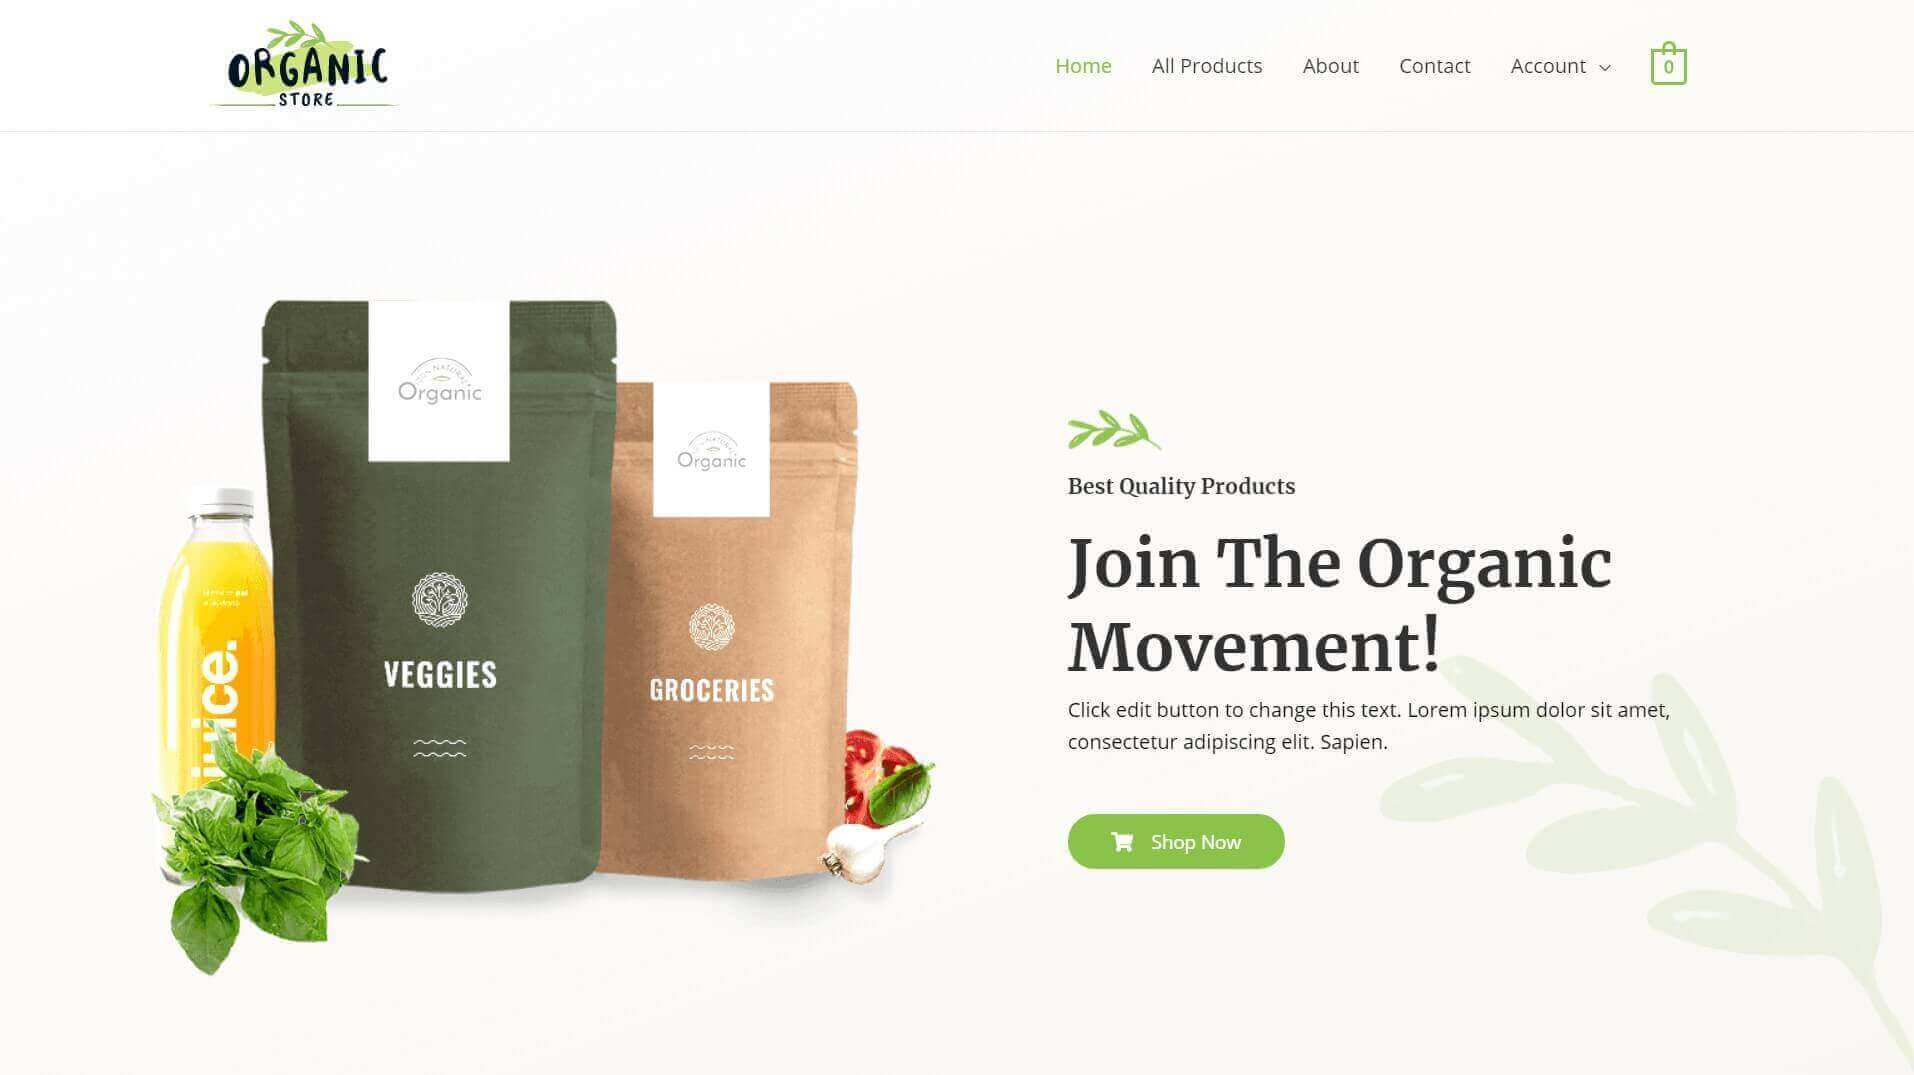 ORGANIC
STORE
Home
All Products
About
Contact
Account
0
NATURAL
Organic
Organic
juice.
VEGGIES
GROCERIES
Best Quality Products
Join The Organic
Movement!
Click edit button to change this text. Lorem ipsum dolor sit amet,
consectetur adipiscing elit. Sapien.
Shop Now